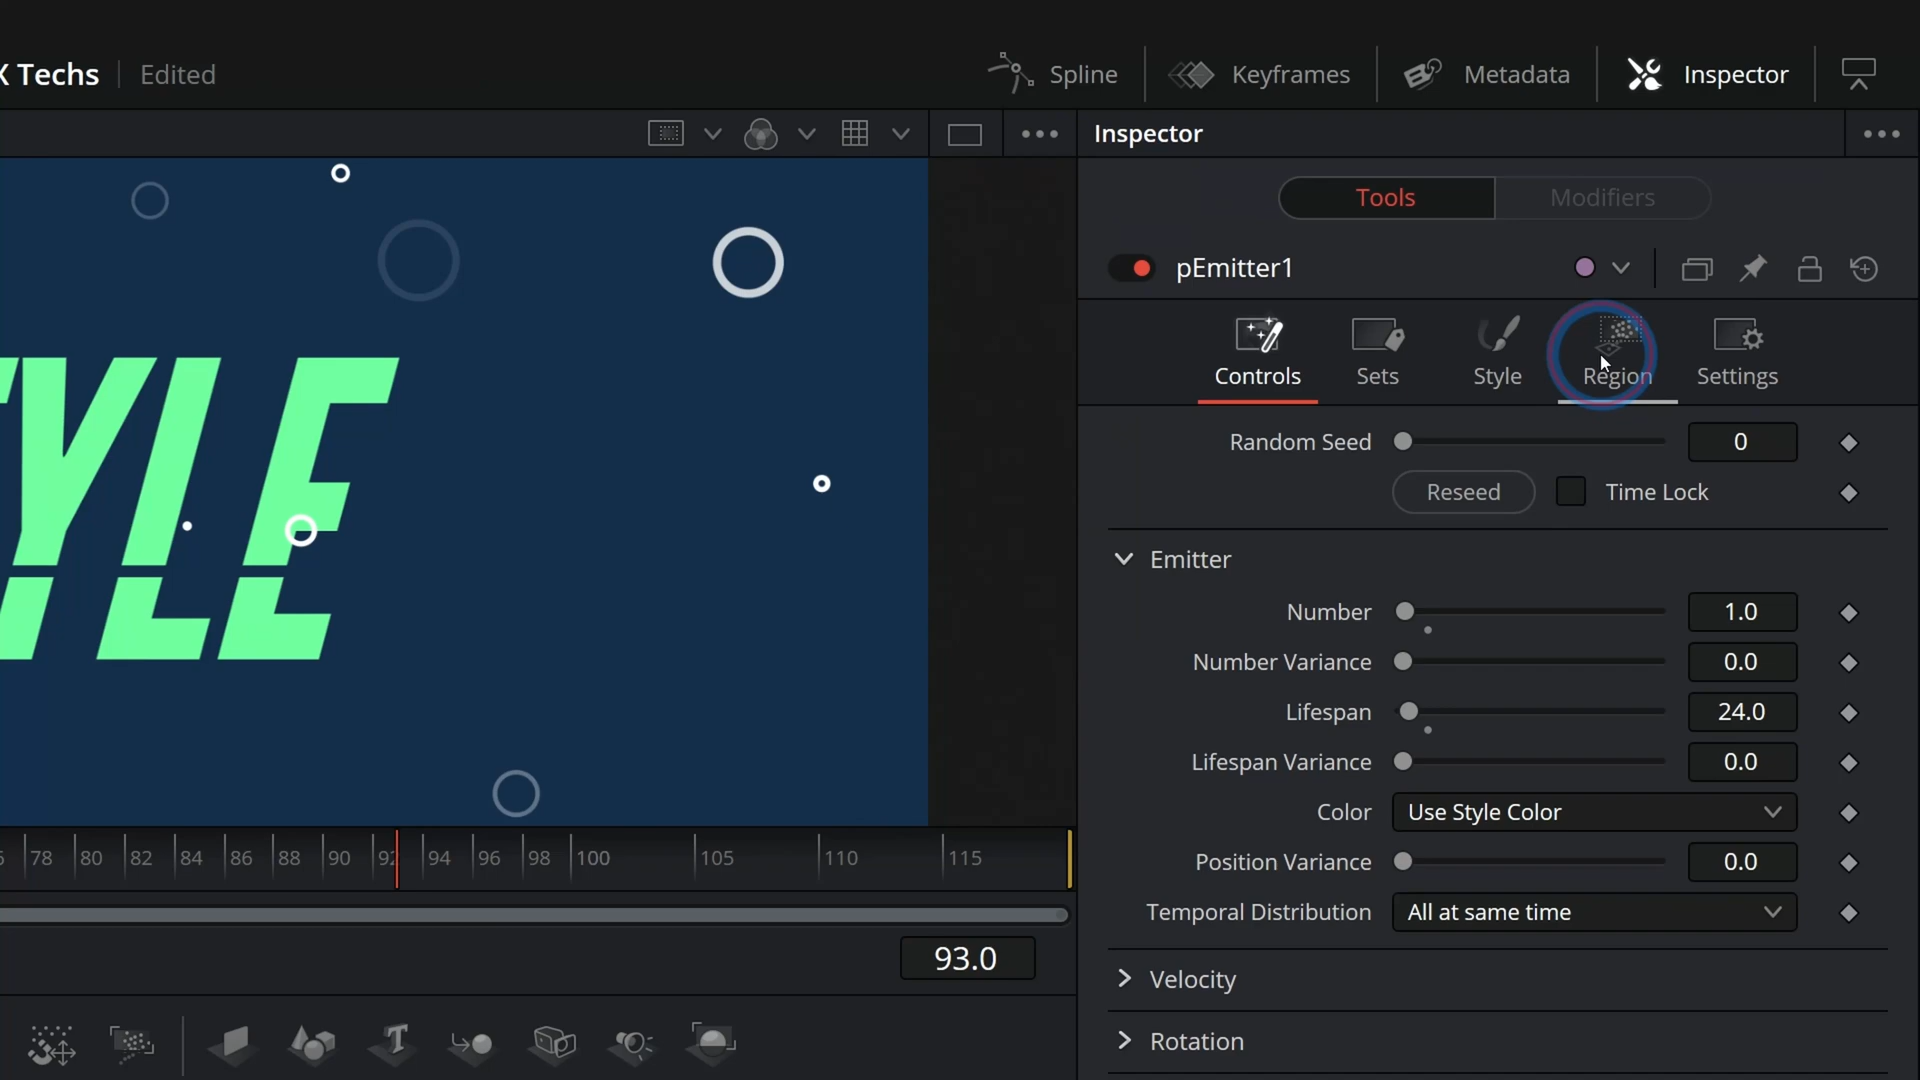 X Techs Edited Spline Keyframes Metadata Inspector
Inspector
Tools Modifiers
pEmitter1
Controls Sets Style Region Settings
Random Seed 0
Reseed Time Lock
Emitter
Number 1.0
Number Variance 0.0
Lifespan 24.0
Lifespan Variance 0.0
Color Use Style Color
Position Variance 0.0
Temporal Distribution All at same time
Velocity
Rotation
YLE
78 80 82 84 86 88 90 92 94 96 98 100 105 110 115
93.0